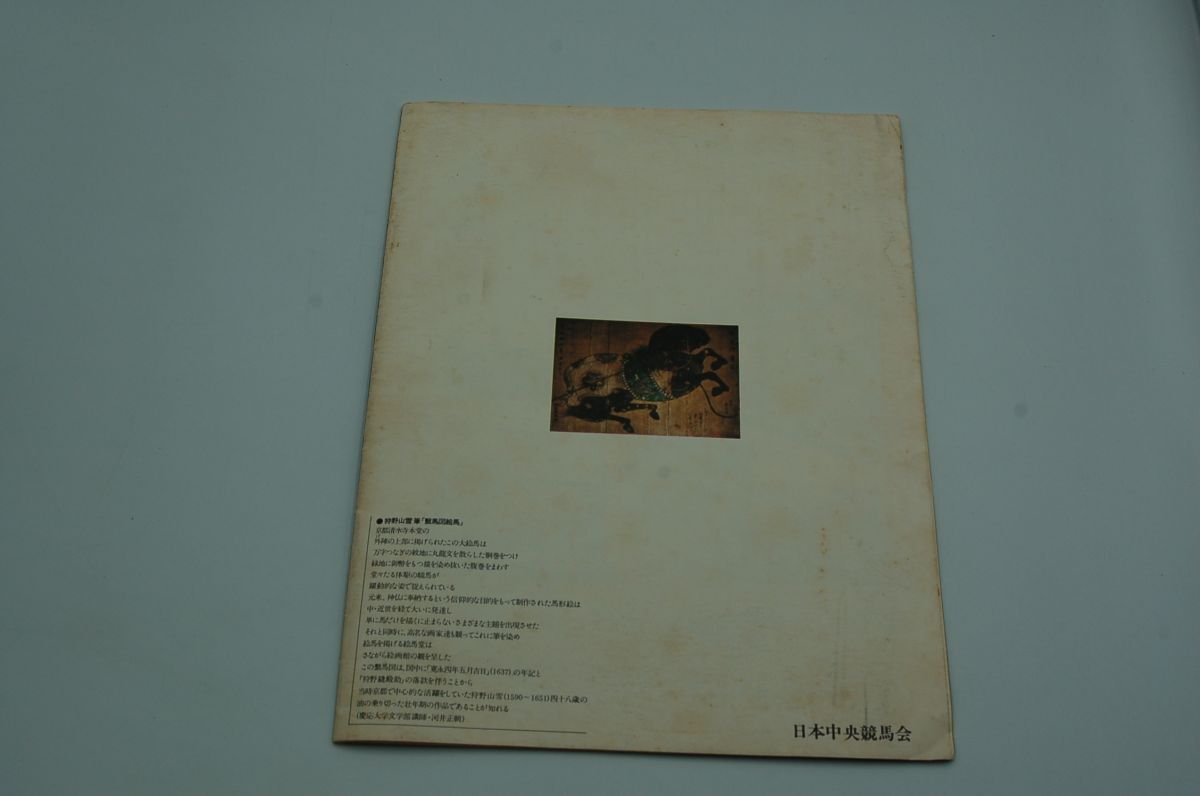 ●狩野山雪 筆「繋馬図絵馬」
京都清水寺本堂の
外陣の上部に掲げられたこの大絵馬は
万字つなぎの紋地に丸龍文を散らした胴巻をつけ
緑地に御幣をもつ猿を染め抜いた腹巻をまわす
堂々たる体躯の駿馬が
躍動的な姿で捉えられている
元来、神仏に奉納するという信仰的な目的をもって制作された馬形絵は
中・近世を経て大いに発達し
単に馬だけを描くに止まらないさまざまな主題を出現させた
それと同時に、高名な画家達も競ってこれに筆を染め
絵馬を掲げる絵馬堂は
さながら絵画館の観を呈した
この繋馬図は、図中に「寛永四年五月吉日」(1637)の年記と
「狩野縫殿助」の落款を伴うことから
当時京都で中心的な活躍をしていた狩野山雪(1590〜1651)四十八歳の
油の乗り切った壮年期の作品であることが知れる
(慶応大学文学部講師・河井正朝)
日本中央競馬会